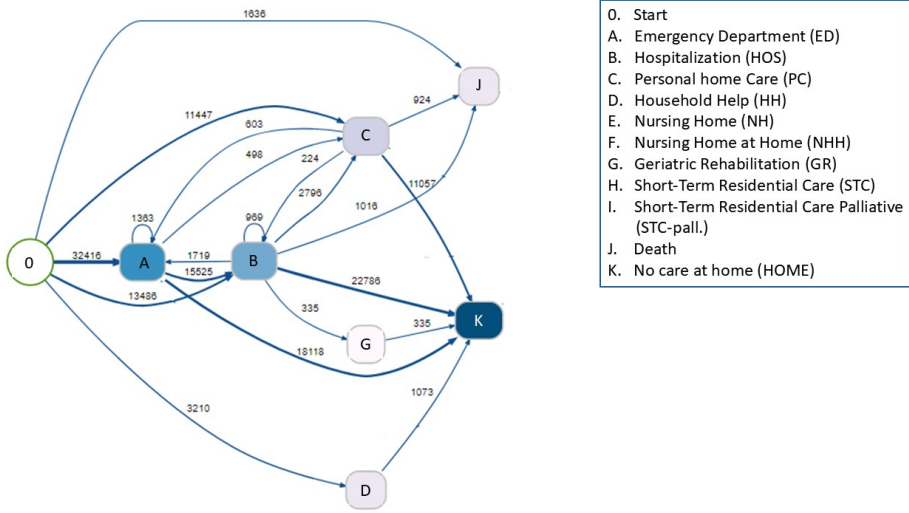 1636
0. Start
A. Emergency Department (ED)
B. Hospitalization (HOS)
C. Personal home Care (PC)
D. Household Help (HH)
E. Nursing Home (NH)
F. Nursing Home at Home (NHH)
G. Geriatric Rehabilitation (GR)
H. Short-Term Residential Care (STC)
I. Short-Term Residential Care Palliative
(STC-pall.)
J. Death
K. No care at home (HOME)
J
924
11447
603
C
498
224
2796
11057
1016
1363
969
0
32416
A
1719
B
15525
13486
22786
335
335
K
G
18118
1073
3210
D